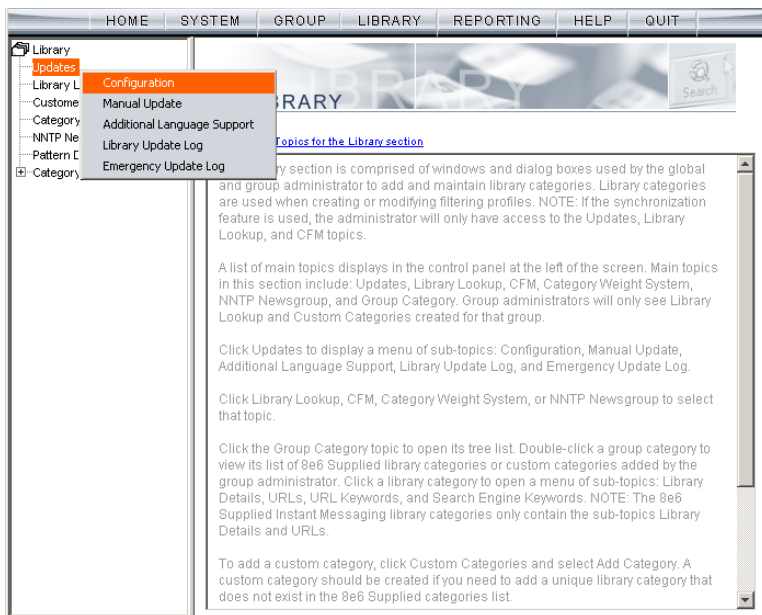 HOME SYSTEM GROUP LIBRARY REPORTING HELP QUIT
Library
Updates
Library L
Custome
Category
NNTP Ne
Pattern D
Category
Configuration
Manual Update
Additional Language Support
Library Update Log
Emergency Update Log
LIBRARY
BRARY
Search
Topics for the Library section
ry section is comprised of windows and dialog boxes used by the global
and group administrator to add and maintain library categories. Library categories
are used when creating or modifying filtering profiles. NOTE: If the synchronization
feature is used, the administrator will only have access to the Updates, Library
Lookup, and CFM topics.
A list of main topics displays in the control panel at the left of the screen. Main topics
in this section include: Updates, Library Lookup, CFM, Category Weight System,
NNTP Newsgroup, and Group Category. Group administrators will only see Library
Lookup and Custom Categories created for that group.
Click Updates to display a menu of sub-topics: Configuration, Manual Update,
Additional Language Support, Library Update Log, and Emergency Update Log.
Click Library Lookup, CFM, Category Weight System, or NNTP Newsgroup to select
that topic.
Click the Group Category topic to open its tree list. Double-click a group category to
view its list of 8e6 Supplied library categories or custom categories added by the
group administrator. Click a library category to open a menu of sub-topics: Library
Details, URLs, URL Keywords, and Search Engine Keywords. NOTE: The 8e6
Supplied Instant Messaging library categories only contain the sub-topics Library
Details and URLs.
To add a custom category, click Custom Categories and select Add Category. A
custom category should be created if you need to add a unique library category that
does not exist in the 8e6 Supplied categories list.